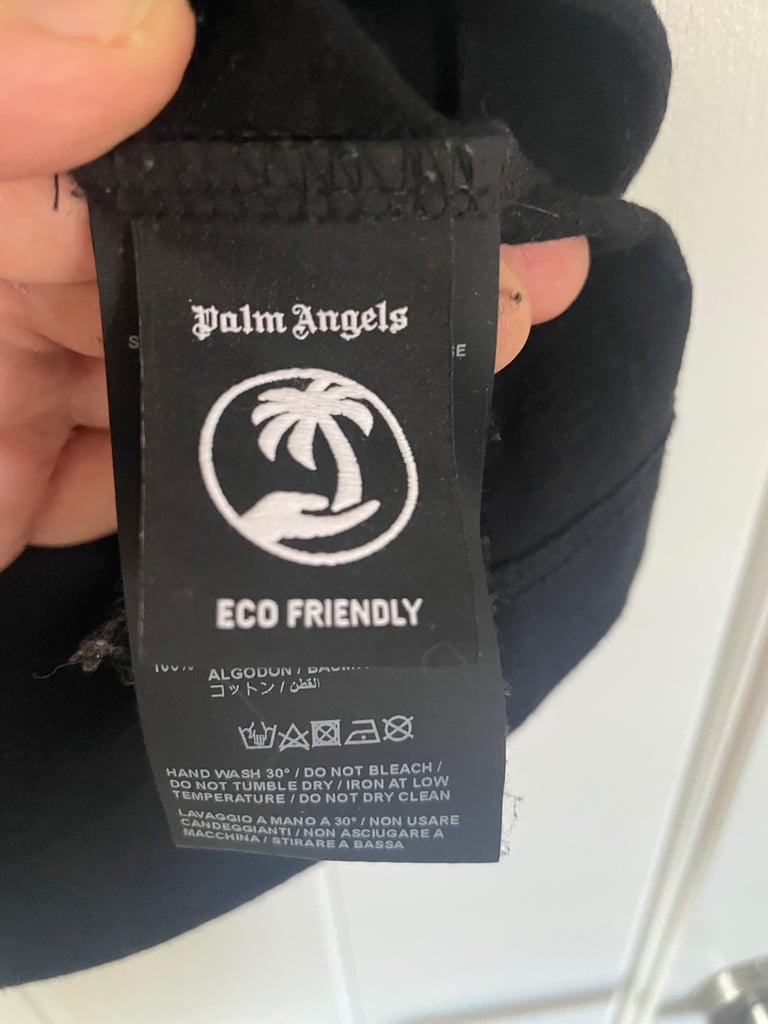 Palm Angels
ECO FRIENDLY
100%
ALGODON /
コットン / القطن
HAND WASH 30° / DO NOT BLEACH /
DO NOT TUMBLE DRY / IRON AT LOW
TEMPERATURE / DO NOT DRY CLEAN
LAVAGGIO A MANO A 30° / NON USARE
CANDEGGIANTI / NON ASCIUGARE A
MACCHINA / STIRARE A BASSA